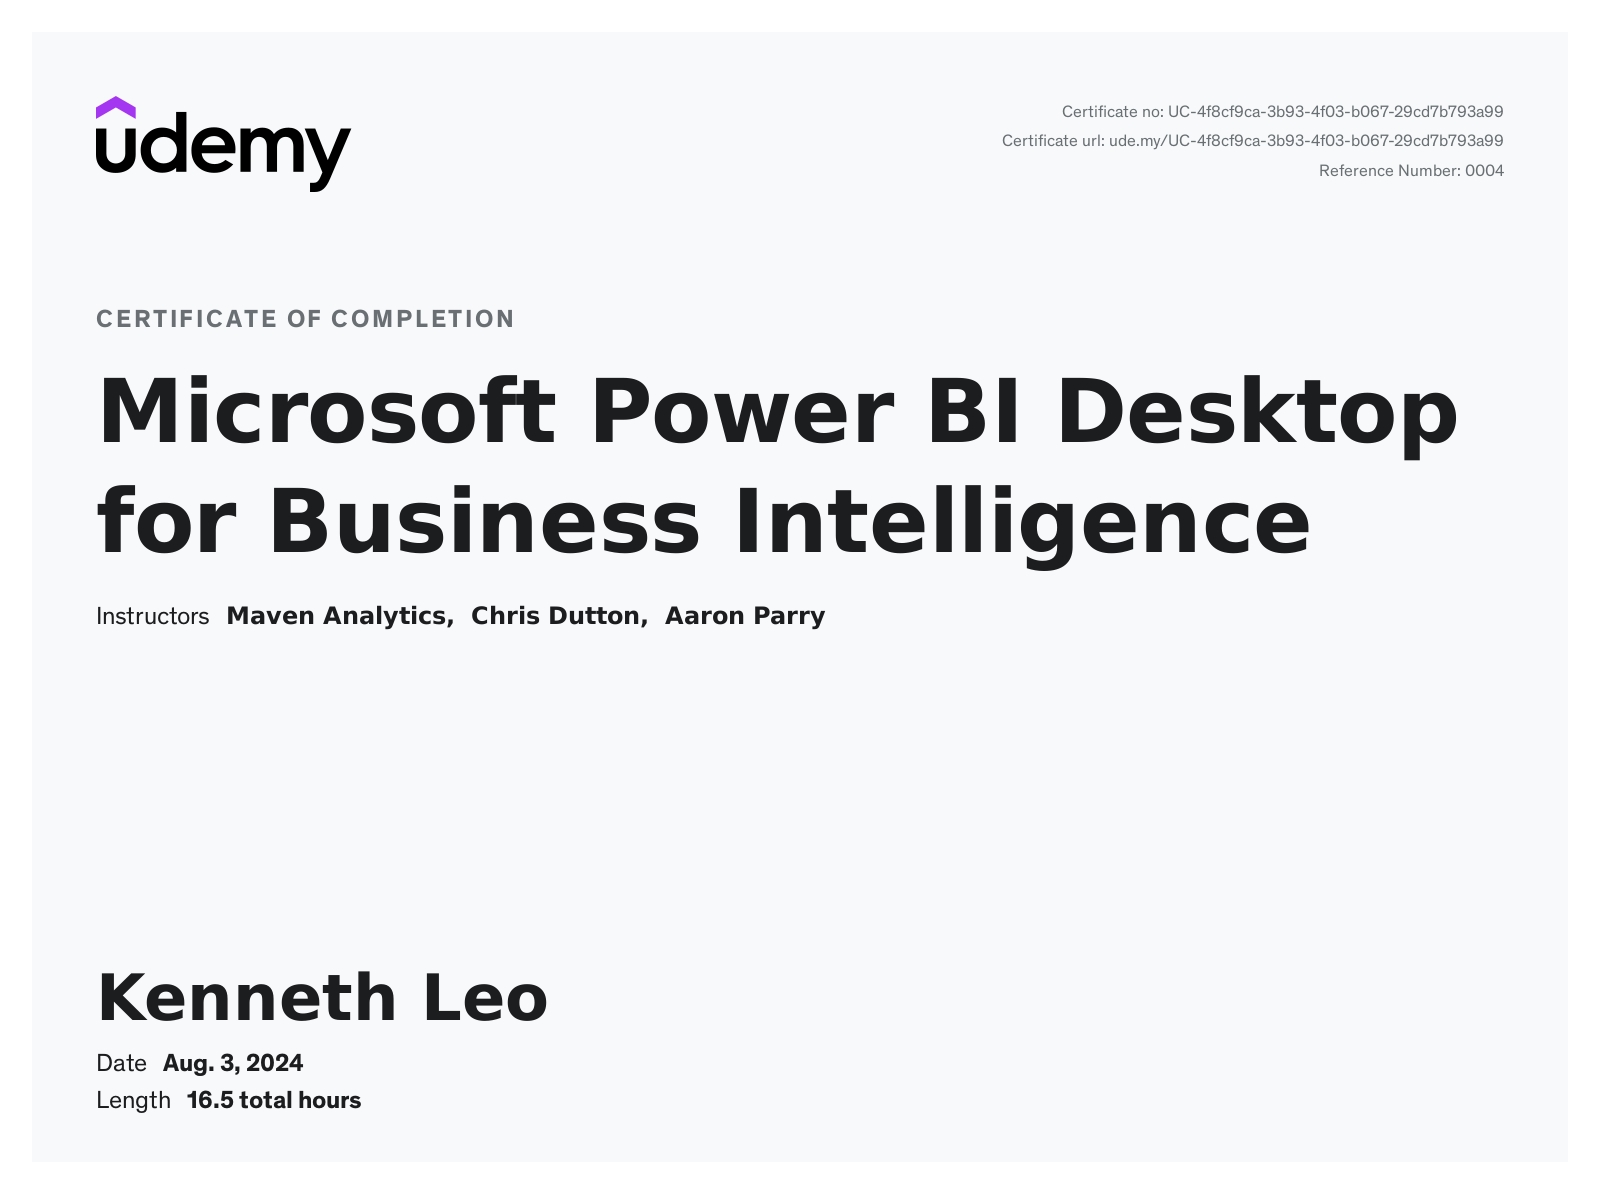 udemy
Certificate no: UC-4f8cf9ca-3b93-4f03-b067-29cd7b793a99
Certificate url: ude.my/UC-4f8cf9ca-3b93-4f03-b067-29cd7b793a99
Reference Number: 0004
CERTIFICATE OF COMPLETION
Microsoft Power BI Desktop
for Business Intelligence
Instructors Maven Analytics, Chris Dutton, Aaron Parry
Kenneth Leo
Date Aug. 3, 2024
Length 16.5 total hours